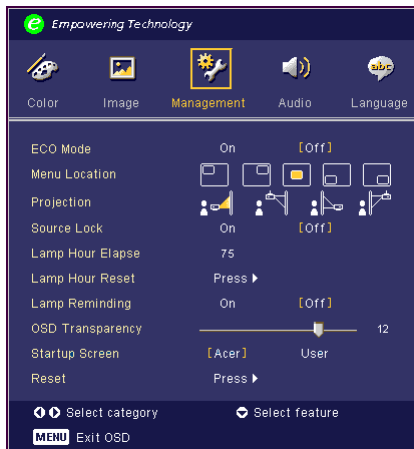 e Empowering Technology
abc
Color Image Management Audio Language
ECO Mode On [Off]
Menu Location
Projection
Source Lock On [Off]
Lamp Hour Elapse 75
Lamp Hour Reset Press
Lamp Reminding On [Off]
OSD Transparency 12
Startup Screen [Acer] User
Reset Press
Select category Select feature
MENU Exit OSD